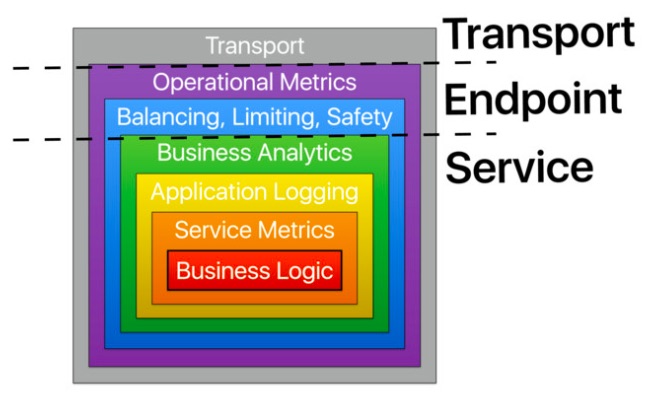 Transport
Transport
Operational Metrics
Endpoint
Balancing, Limiting, Safety
Business Analytics
Service
Application Logging
Service Metrics
Business Logic